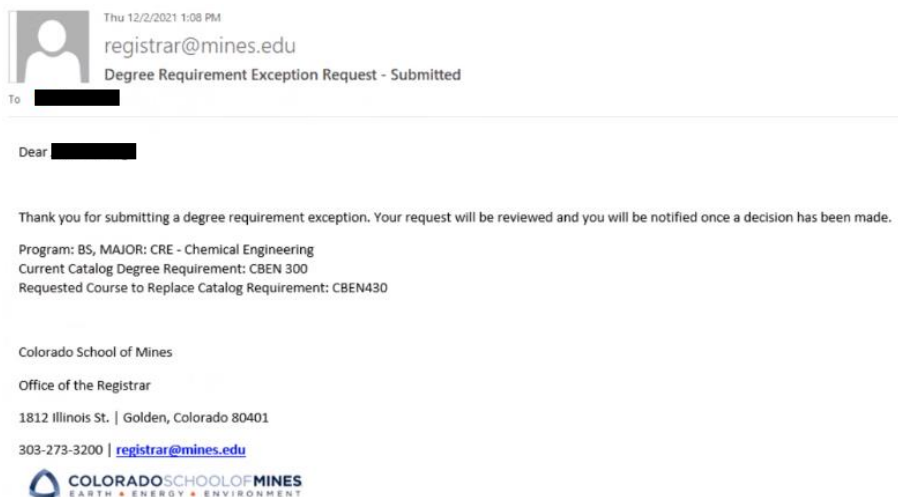 Thu 12/2/2021 1:08 PM
registrar@mines.edu
Degree Requirement Exception Request - Submitted
To
Dear
Thank you for submitting a degree requirement exception. Your request will be reviewed and you will be notified once a decision has been made.
Program: BS, MAJOR: CRE - Chemical Engineering
Current Catalog Degree Requirement: CBEN 300
Requested Course to Replace Catalog Requirement: CBEN430
Colorado School of Mines
Office of the Registrar
1812 Illinois St. | Golden, Colorado 80401
303-273-3200 | registrar@mines.edu
COLORADOSCHOOLOFMINES
EARTH • ENERGY • ENVIRONMENT